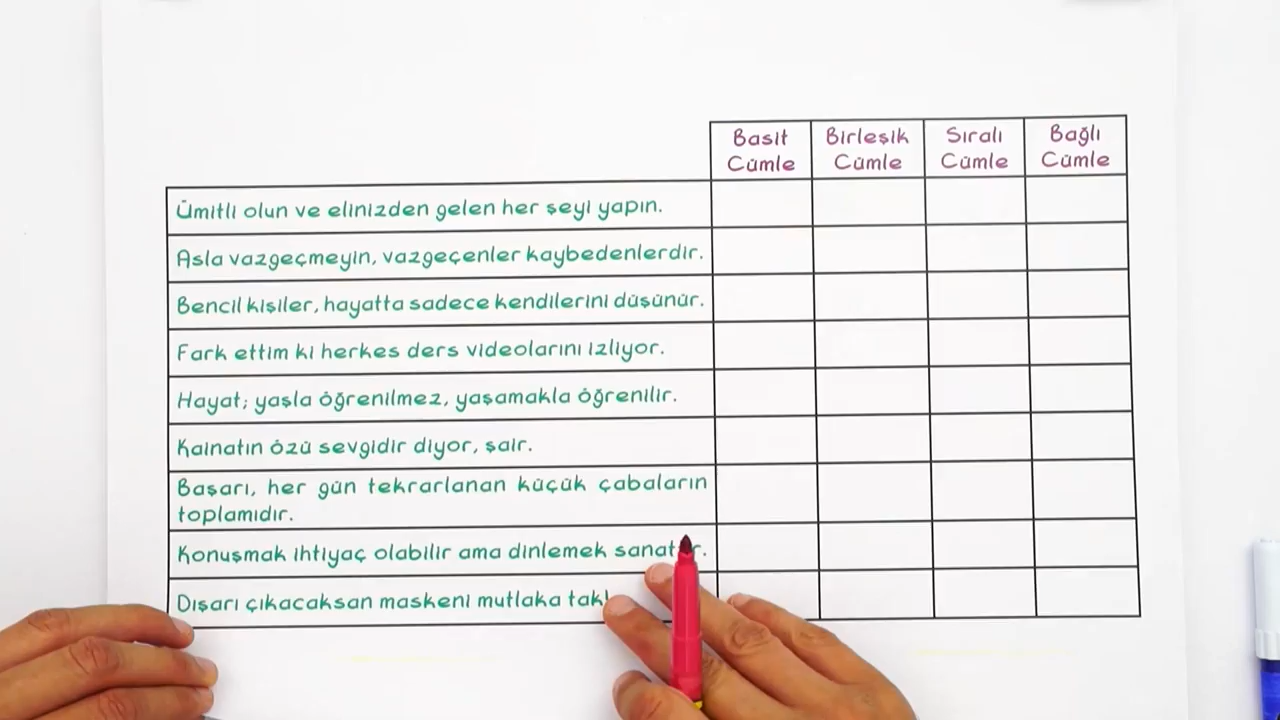 Basit Cümle
Birleşik Cümle
Sıralı Cümle
Bağlı Cümle
Ümitli olun ve elinizden gelen her şeyi yapın.
Asla vazgeçmeyin, vazgeçenler kaybedenlerdir.
Bencil kişiler, hayatta sadece kendilerini düşünür.
Fark ettim ki herkes ders videolarını izliyor.
Hayat; yaşla öğrenilmez, yaşamakla öğrenilir.
Kainatın özü sevgidir diyor, şair.
Başarı, her gün tekrarlanan küçük çabaların
toplamıdır.
Konuşmak ihtiyaç olabilir ama dinlemek
Dışarı çıkacaksan maskeni mutlaka